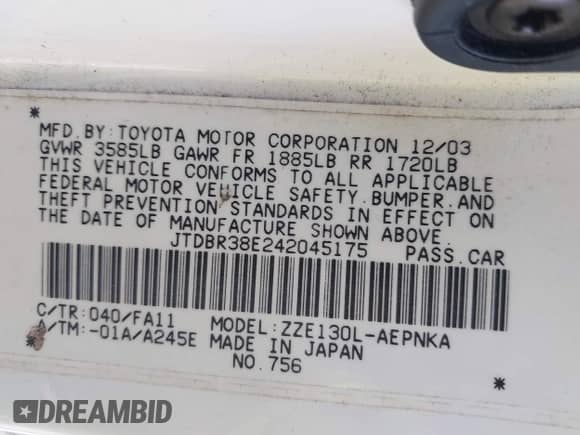 MFD.BY:TOYOTA MOTOR CORPORATION 12/03
GVWR 3585LB GAWR FR 1885LB RR 1720LB
THIS VEHICLE CONFORMS TO ALL APPLICABLE
FEDERAL MOTOR VEHICLE SAFETY.BUMPER.AND
THEFT PREVENTION STANDARDS IN EFFECT ON
THE DATE OF MANUFACTURE SHOWN ABOVE.
JTDBR38E242045175 PASS.CAR
C/TR:040/FA11 MODEL:ZZE130L-AEPNKA
A/TM:-01A/A245E MADE IN JAPAN
NO.756
DREAMBID